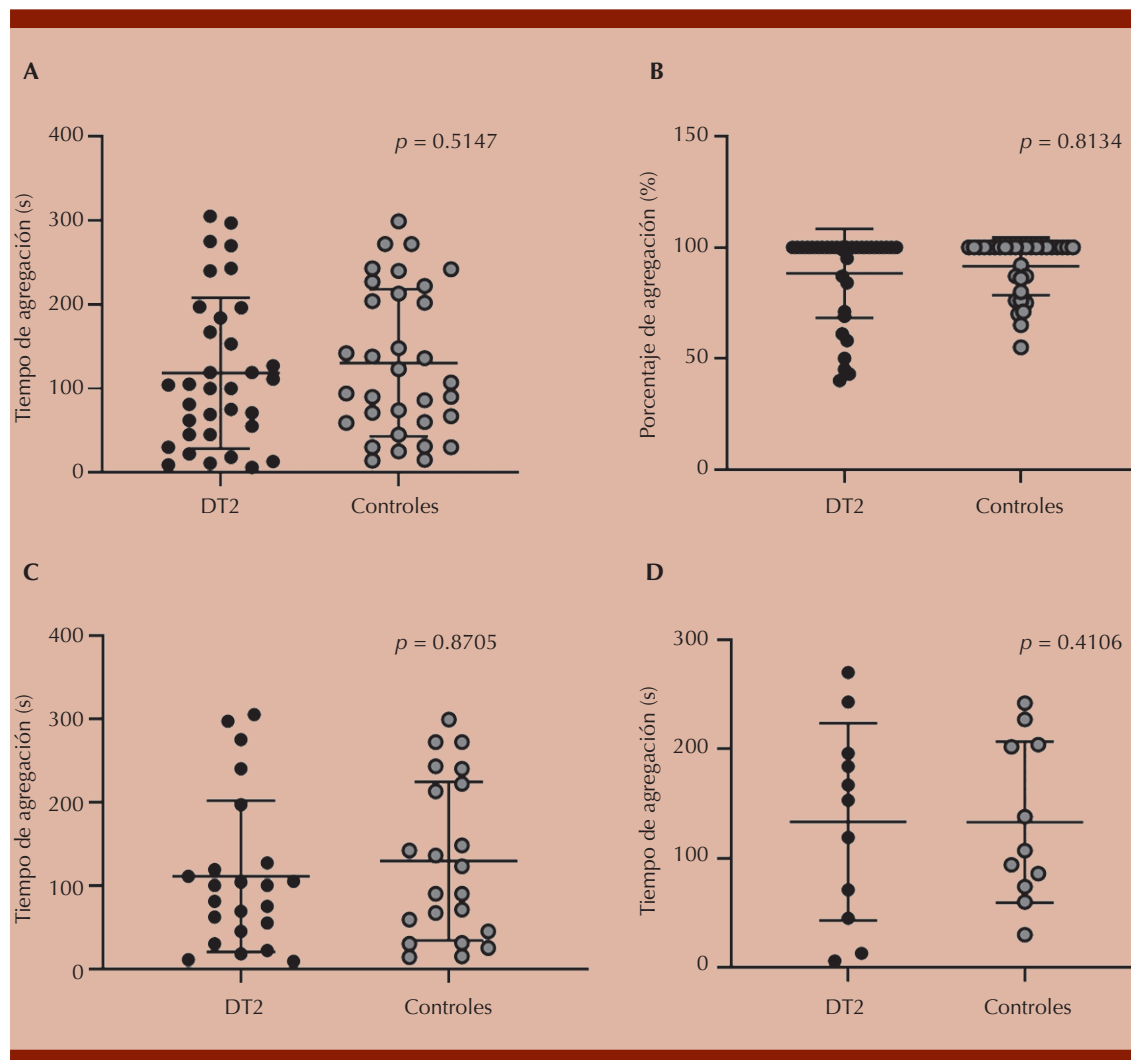 A
Tiempo de agregación (s)
400
300
200
100
0
p = 0.5147
DT2
Controles
B
Porcentaje de agregación (%)
150
100
50
0
p = 0.8134
DT2
Controles
C
Tiempo de agregación (s)
400
300
200
100
0
p = 0.8705
DT2
Controles
D
Tiempo de agregación (s)
300
200
100
0
p = 0.4106
DT2
Controles